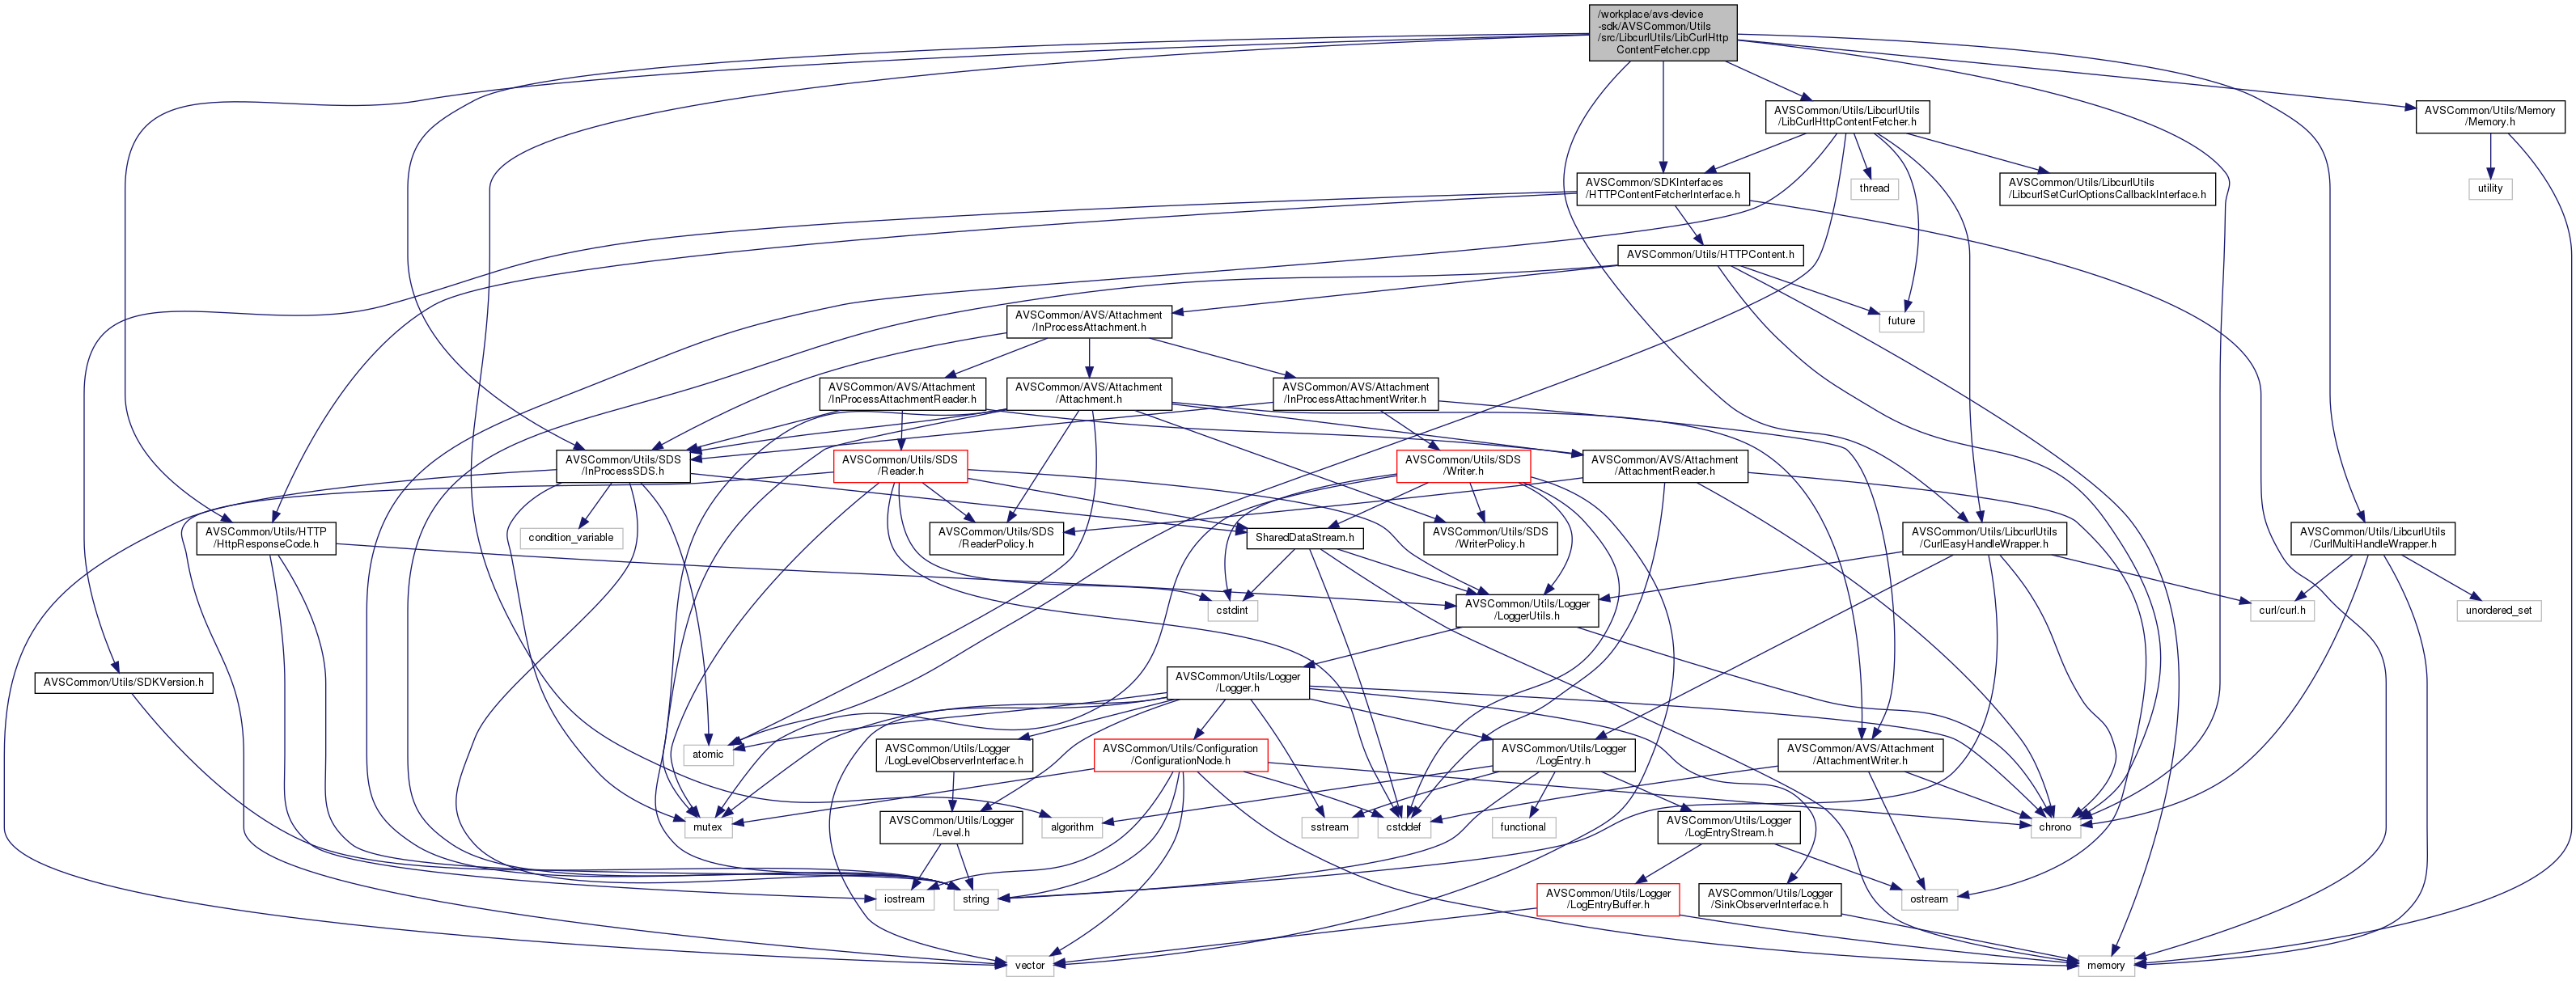 /workplace/avs-device
-sdk/AVSCommon/Utils
/src/LibcurlUtils/LibCurlHttp
ContentFetcher.cpp
AVSCommon/Utils/LibcurlUtils
/LibCurlHttpContentFetcher.h
AVSCommon/Utils/Memory
/Memory.h
AVSCommon/SDKInterfaces
/HTTPContentFetcherInterface.h
thread
AVSCommon/Utils/LibcurlUtils
/LibcurlSetCurlOptionsCallbackInterface.h
utility
AVSCommon/Utils/HTTPContent.h
AVSCommon/AVS/Attachment
/InProcessAttachment.h
future
AVSCommon/AVS/Attachment
/InProcessAttachmentReader.h
AVSCommon/AVS/Attachment
/Attachment.h
AVSCommon/AVS/Attachment
/InProcessAttachmentWriter.h
AVSCommon/Utils/SDS
/InProcessSDS.h
AVSCommon/Utils/SDS
/Reader.h
AVSCommon/Utils/SDS
/Writer.h
AVSCommon/AVS/Attachment
/AttachmentReader.h
AVSCommon/Utils/HTTP
/HttpResponseCode.h
condition_variable
AVSCommon/Utils/SDS
/ReaderPolicy.h
SharedDataStream.h
AVSCommon/Utils/SDS
/WriterPolicy.h
AVSCommon/Utils/LibcurlUtils
/CurlEasyHandleWrapper.h
AVSCommon/Utils/LibcurlUtils
/CurlMultiHandleWrapper.h
cstdint
AVSCommon/Utils/Logger
/LoggerUtils.h
curl/curl.h
unordered_set
AVSCommon/Utils/SDKVersion.h
AVSCommon/Utils/Logger
/Logger.h
atomic
AVSCommon/Utils/Logger
/LogLevelObserverInterface.h
AVSCommon/Utils/Configuration
/ConfigurationNode.h
AVSCommon/Utils/Logger
/LogEntry.h
AVSCommon/AVS/Attachment
/AttachmentWriter.h
mutex
AVSCommon/Utils/Logger
/Level.h
algorithm
sstream
cstddef
functional
AVSCommon/Utils/Logger
/LogEntryStream.h
chrono
iostream
string
AVSCommon/Utils/Logger
/LogEntryBuffer.h
AVSCommon/Utils/Logger
/SinkObserverInterface.h
ostream
vector
memory